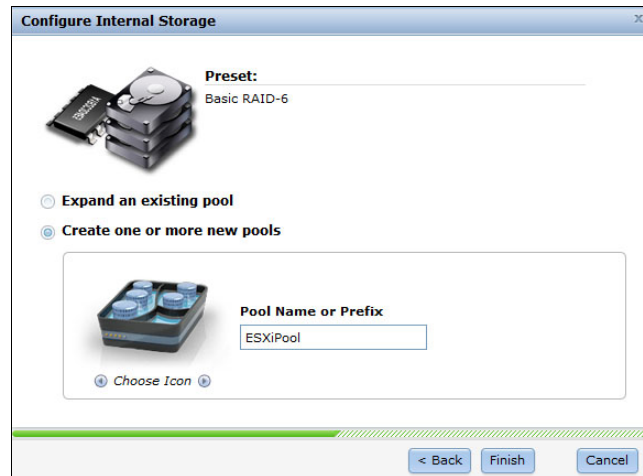 Configure Internal Storage
x
Preset:
Basic RAID-6
Expand an existing pool
Create one or more new pools
Pool Name or Prefix
ESXiPool
Choose Icon
< Back
Finish
Cancel